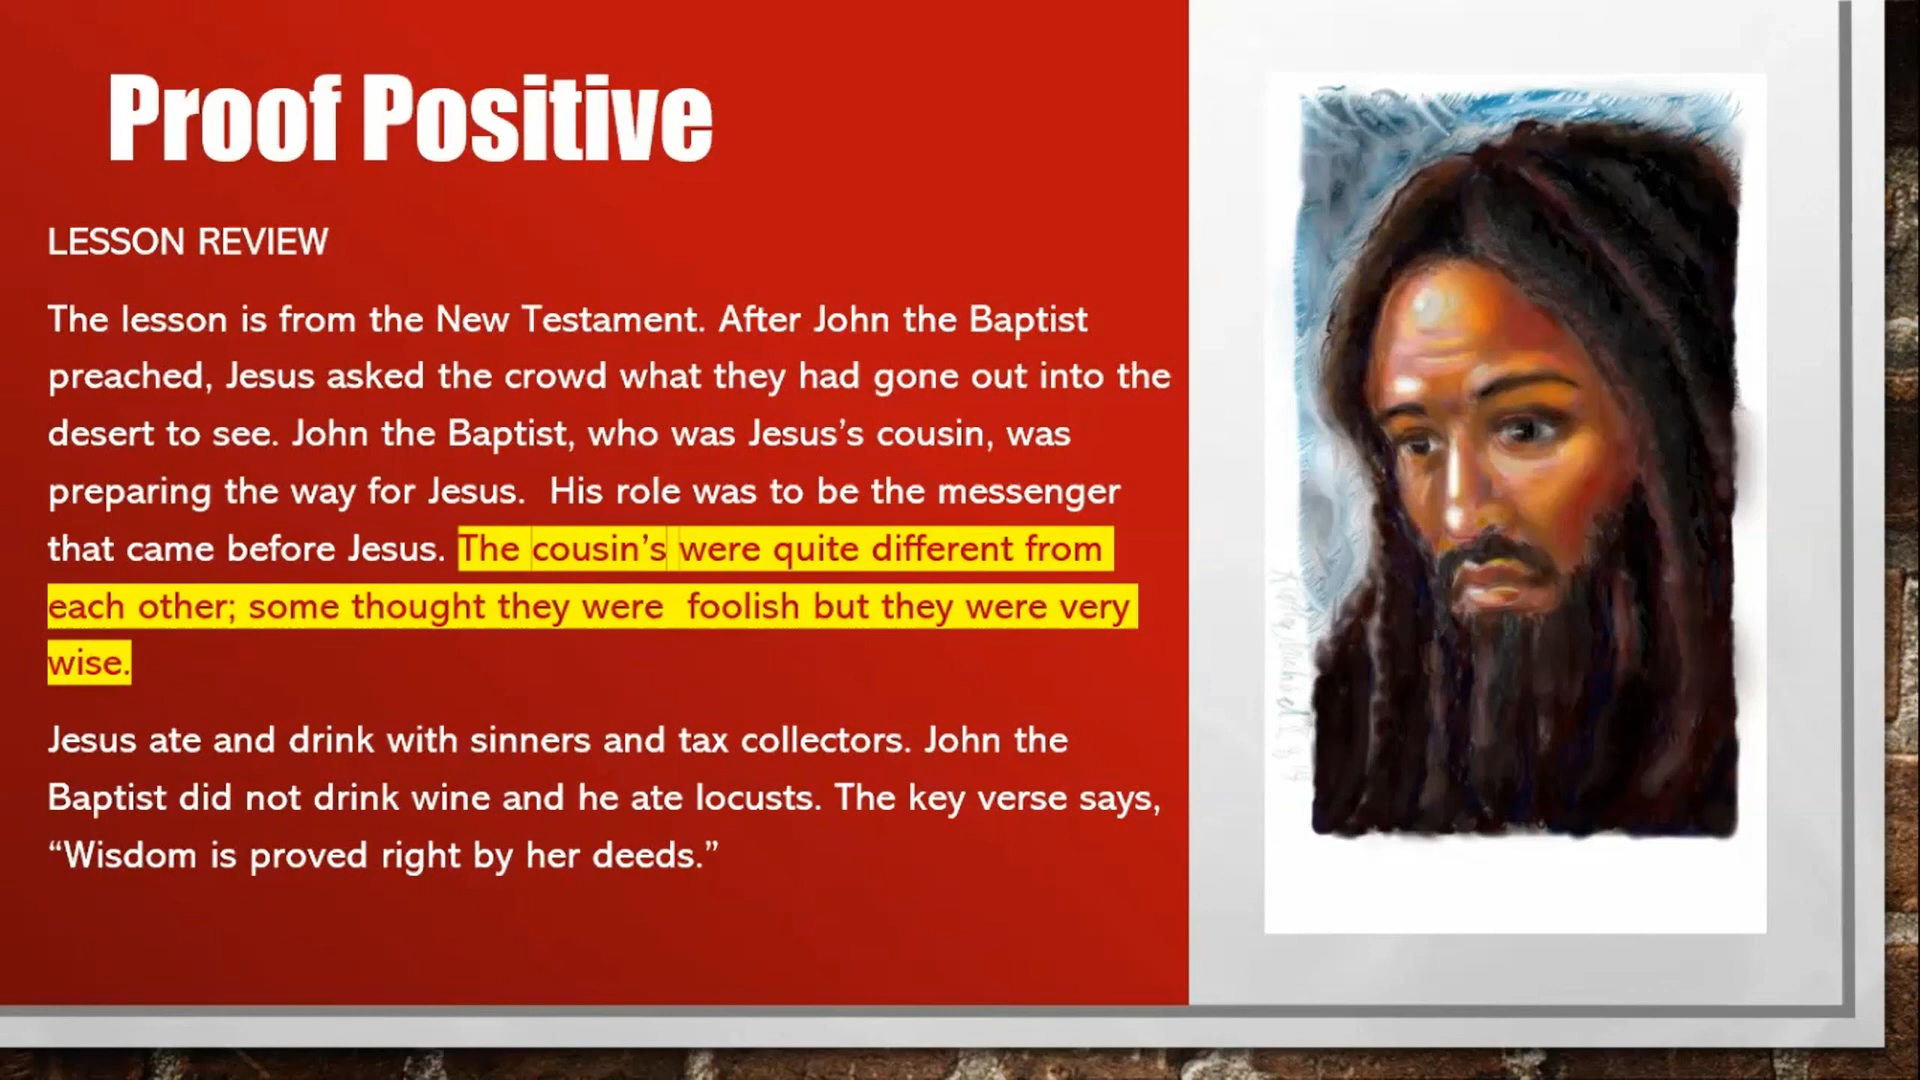 Proof Positive
LESSON REVIEW
The lesson is from the New Testament. After John the Baptist
preached, Jesus asked the crowd what they had gone out into the
desert to see. John the Baptist, who was Jesus’s cousin, was
preparing the way for Jesus.  His role was to be the messenger
that came before Jesus. The cousin’s were quite different from
each other; some thought they were  foolish but they were very
wise.
Jesus ate and drink with sinners and tax collectors. John the
Baptist did not drink wine and he ate locusts. The key verse says,
“Wisdom is proved right by her deeds.”